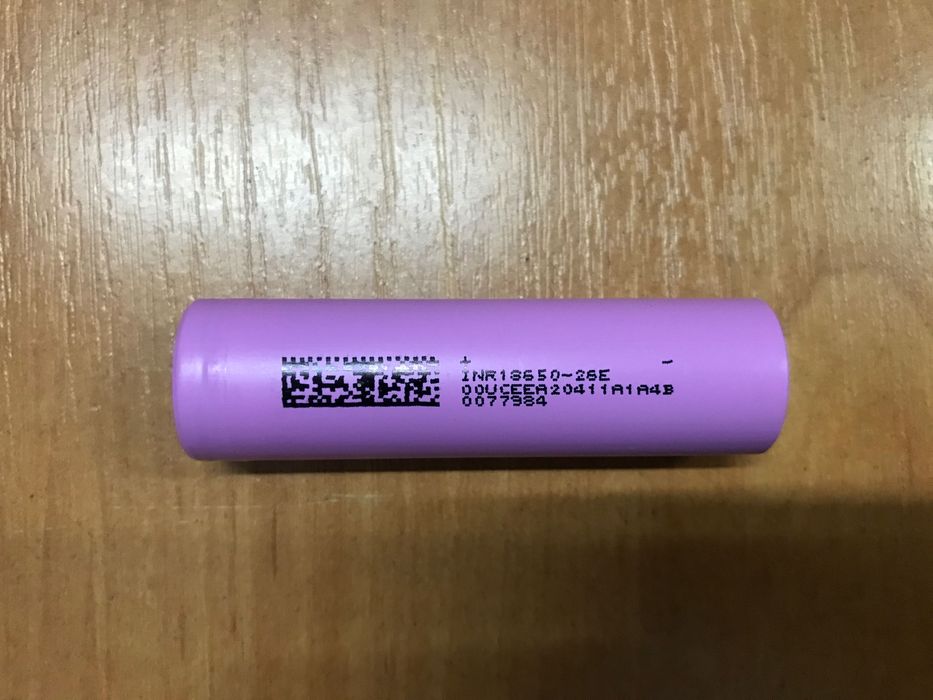 + -
INR18650-26E
00UCEEA20411A1A4B
0077984